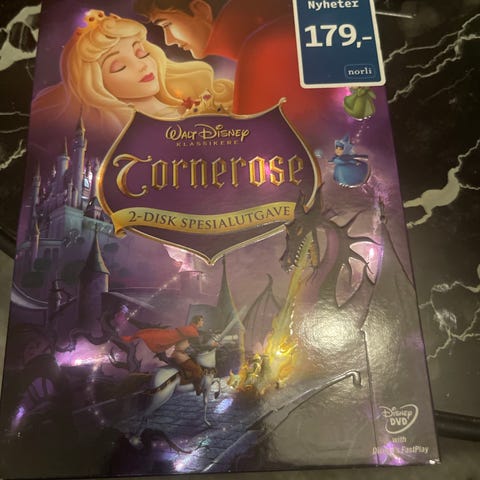 Nyheter
179,-
norli
WALT DISNEY
KLASSIKERE
Tornerose
2-DISK SPESIALUTGAVE
Disney
DVD
with
Disney's FastPlay